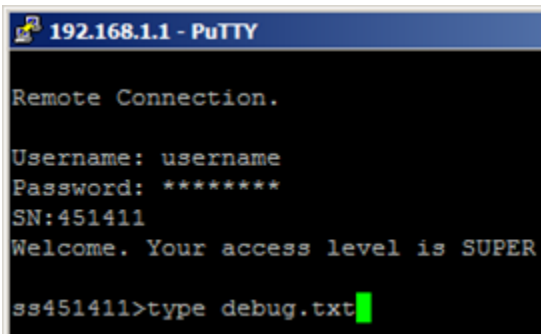 192.168.1.1 - PuTTY
Remote Connection.
Username: username
Password: ********
SN:451411
Welcome. Your access level is SUPER
ss451411>type debug.txt